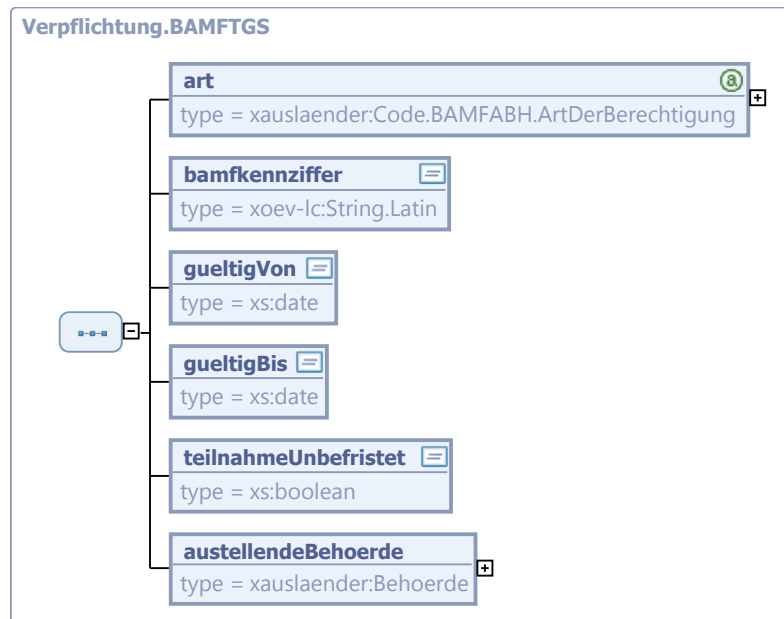 Verpflichtung.BAMFTGS
art
a
type = xauslaender:Code.BAMFABH.ArtDerBerechtigung
bamfkennziffer
type = xoev-lc:String.Latin
gueltigVon
type = xs:date
gueltigBis
type = xs:date
teilnahmeUnbefristet
type = xs:boolean
austellendeBehoerde
type = xauslaender:Behoerde